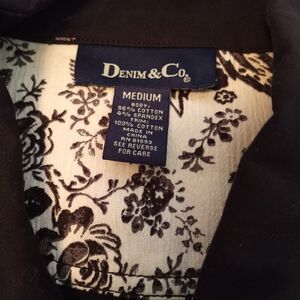 DENIM & CO.
MEDIUM
BODY:
96% COTTON
4% SPANDEX
TRIM:
100% COTTON
MADE IN
CHINA
RN 81893
SEE REVERSE
FOR CARE